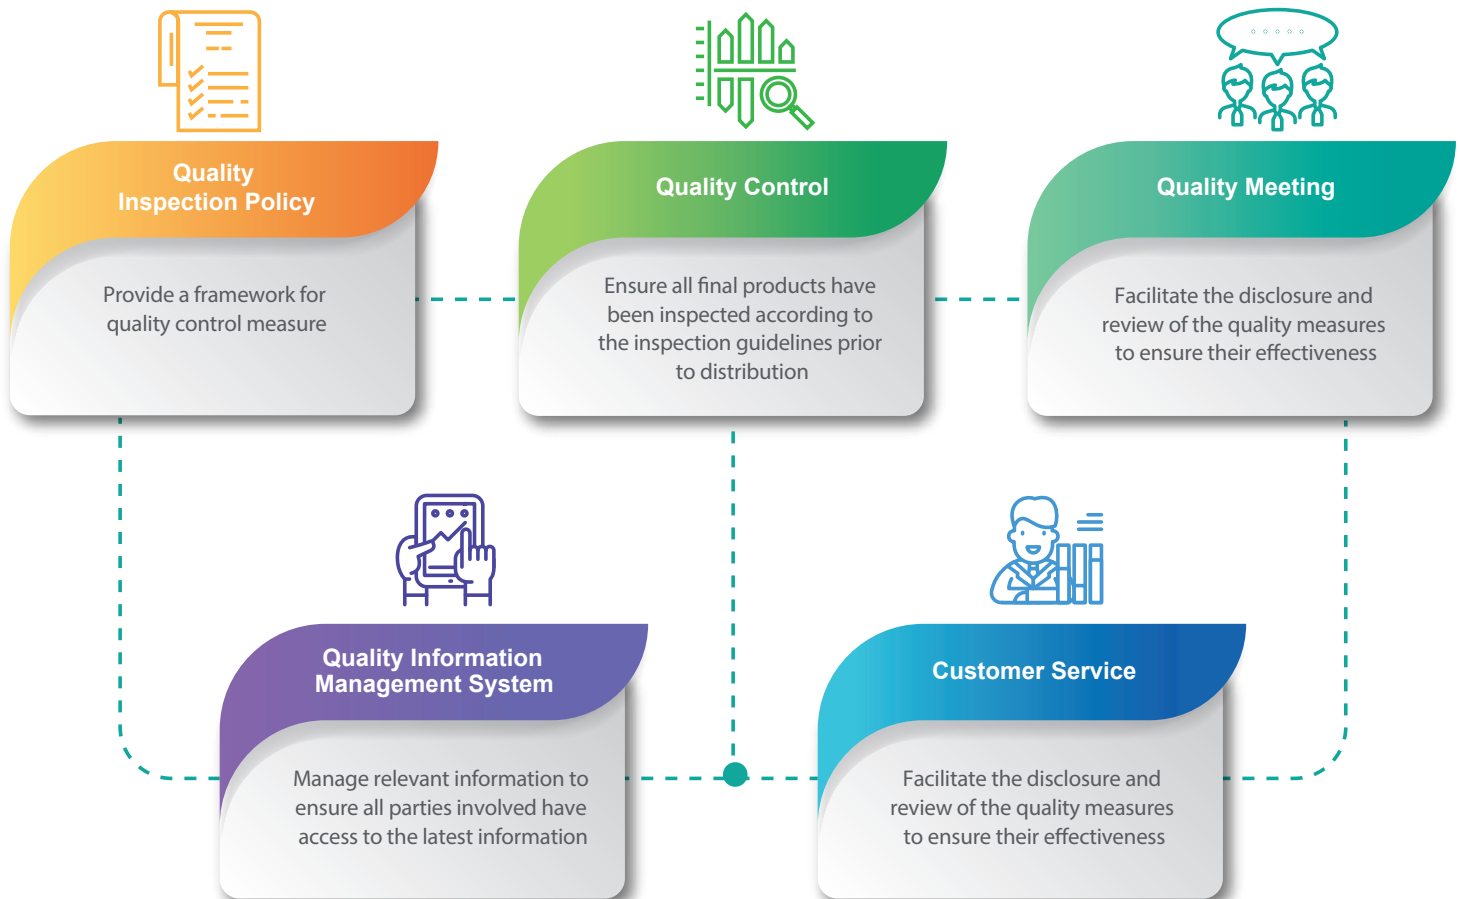 Quality
Inspection Policy
Provide a framework for
quality control measure
Quality Control
Ensure all final products have
been inspected according to
the inspection guidelines prior
to distribution
Quality Meeting
Facilitate the disclosure and
review of the quality measures
to ensure their effectiveness
Quality Information
Management System
Manage relevant information to
ensure all parties involved have
access to the latest information
Customer Service
Facilitate the disclosure and
review of the quality measures
to ensure their effectiveness